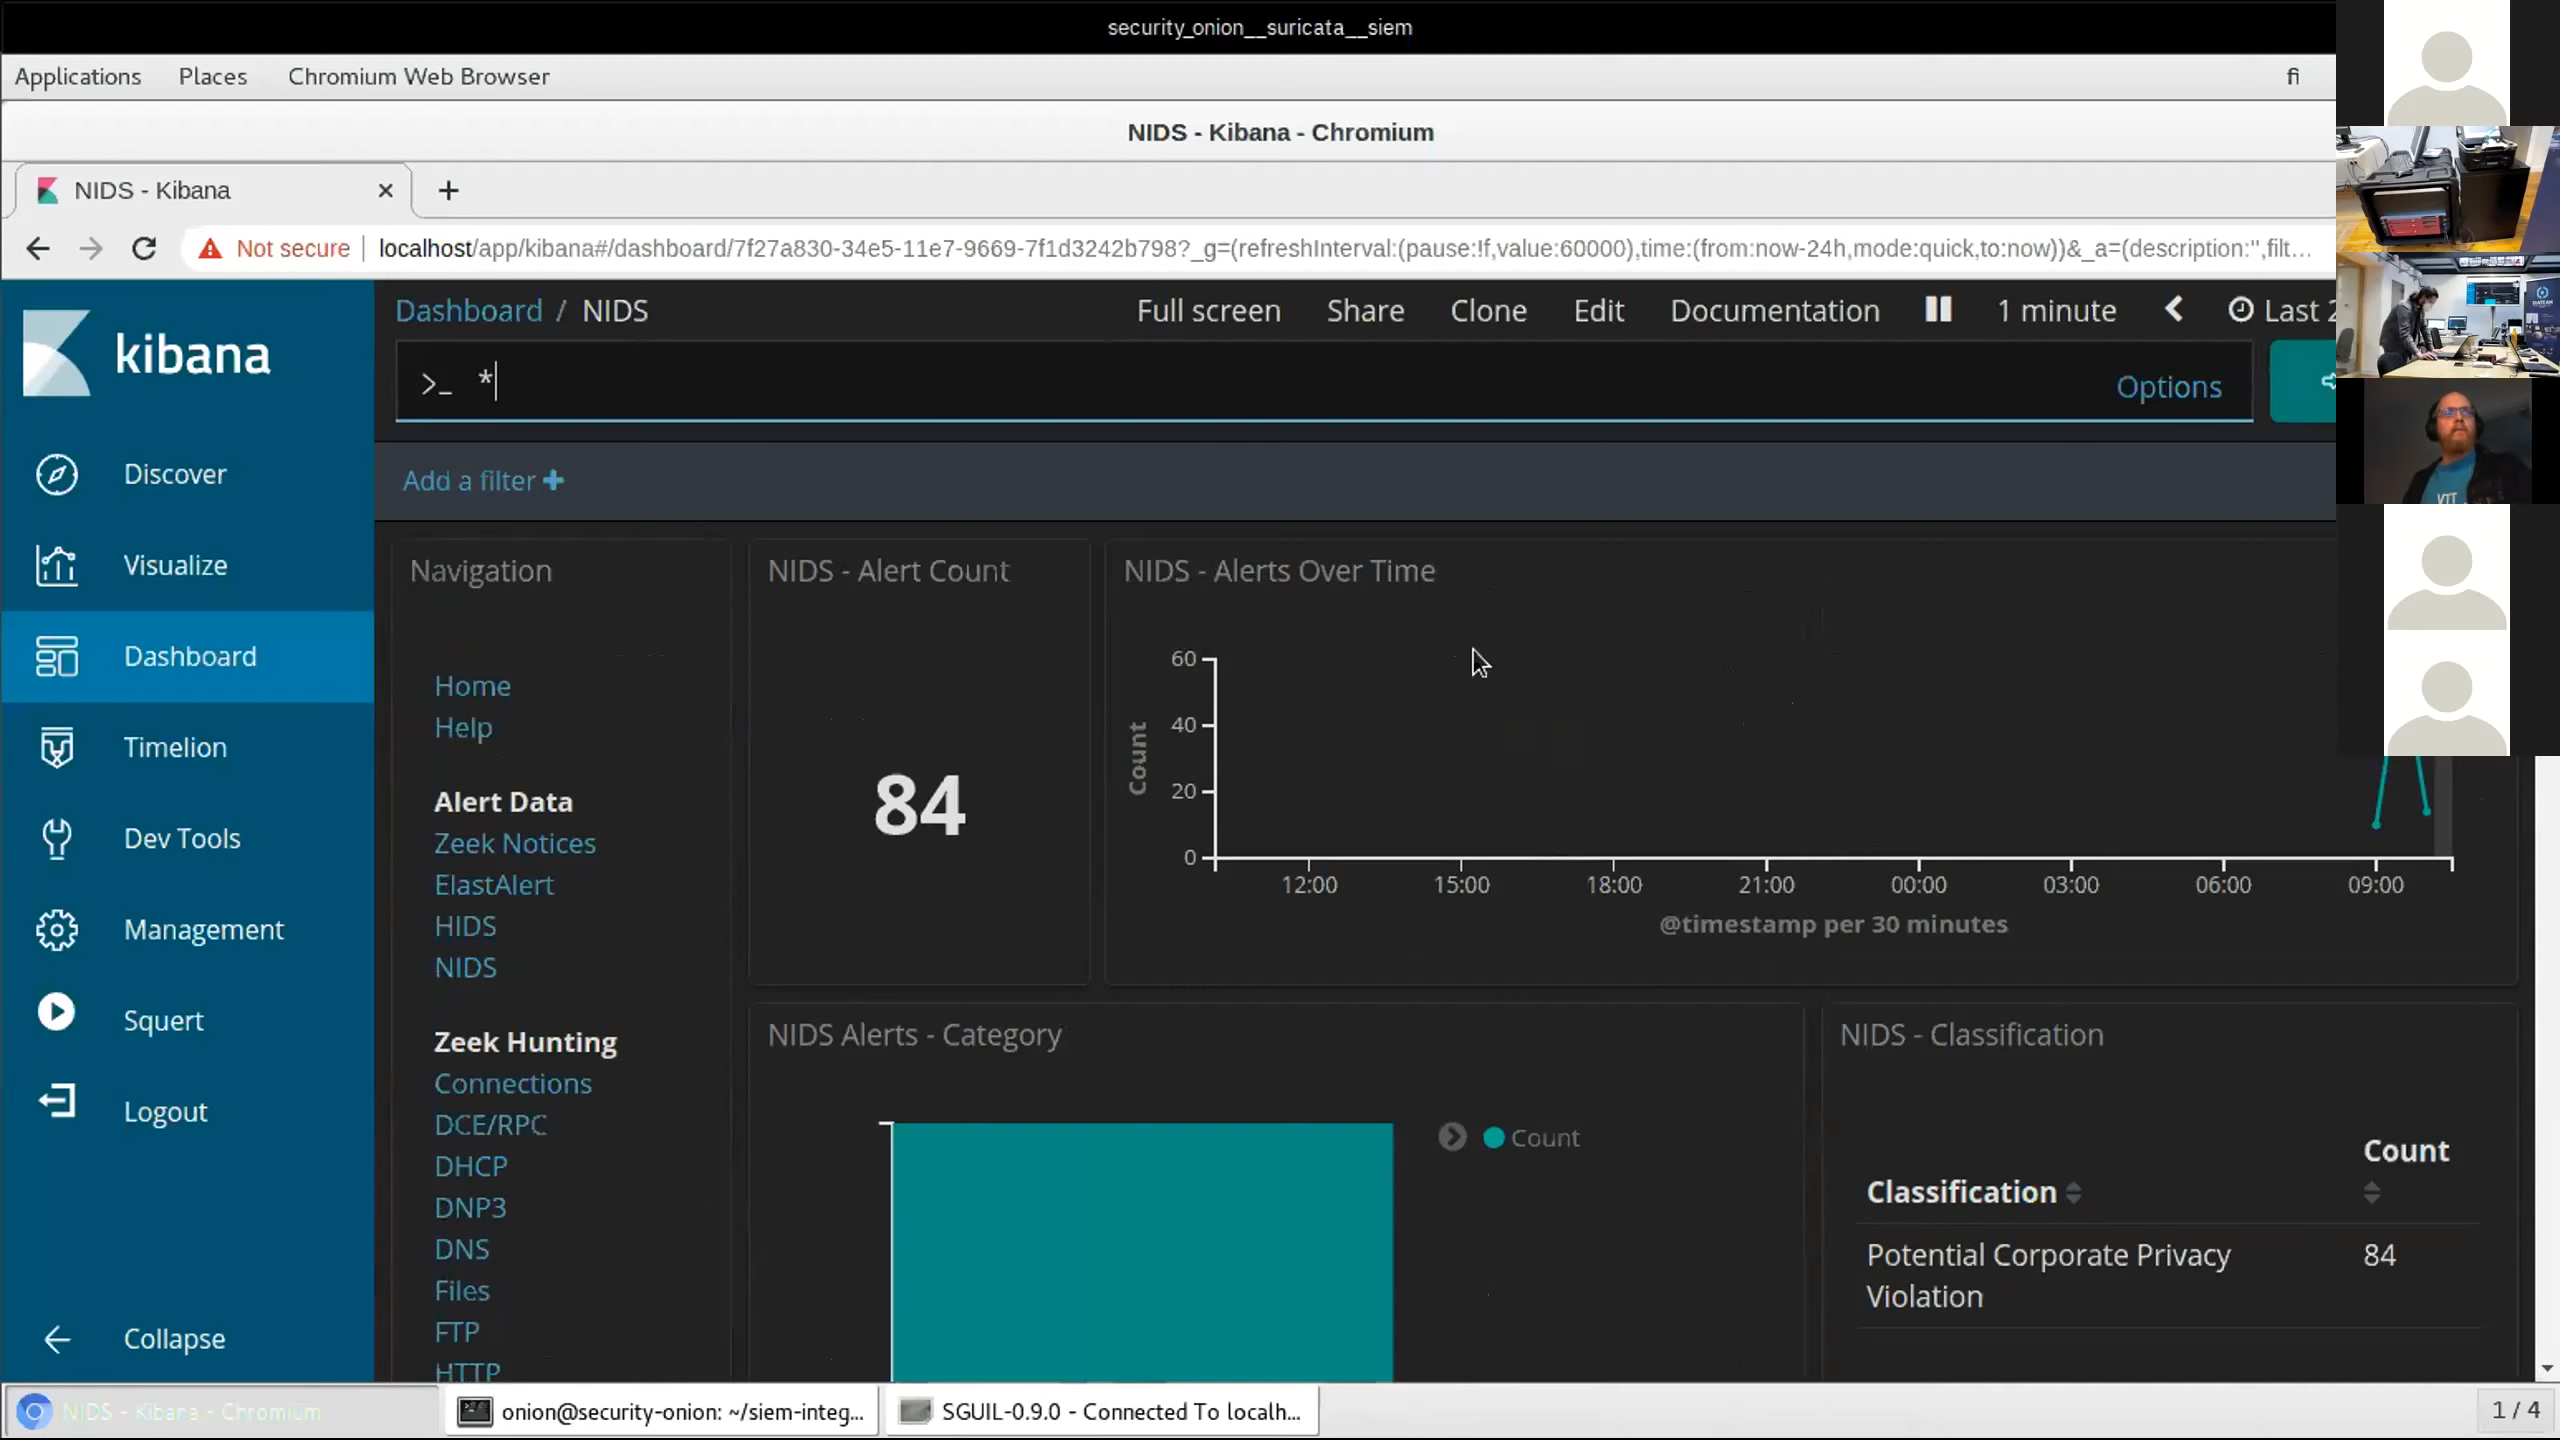 security_onion__suricata__siem
Applications Places Chromium Web Browser fi
NIDS - Kibana - Chromium
NIDS - Kibana
Not secure localhost/app/kibana#/dashboard/7f27a830-34e5-11e7-9669-7f1d3242b798?_g=(refreshInterval:(pause:!f,value:60000),time:(from:now-24h,mode:quick,to:now))&_a=(description:'',filt...
kibana
Discover
Visualize
Dashboard
Timelion
Dev Tools
Management
Squert
Logout
Collapse
Dashboard / NIDS Full screen Share Clone Edit Documentation 1 minute Last 2
>_ * Options
Add a filter
Navigation
Home
Help
Alert Data
Zeek Notices
ElastAlert
HIDS
NIDS
Zeek Hunting
Connections
DCE/RPC
DHCP
DNP3
DNS
Files
FTP
HTTP
NIDS - Alert Count
84
NIDS - Alerts Over Time
60
40
20
0
Count
12:00 15:00 18:00 21:00 00:00 03:00 06:00 09:00
@timestamp per 30 minutes
NIDS Alerts - Category
Count
NIDS - Classification
Classification Count
Potential Corporate Privacy Violation 84
NIDS - Kibana - Chromium
onion@security-onion: ~/siem-integ...
SGUIL-0.9.0 - Connected To localh...
1 / 4